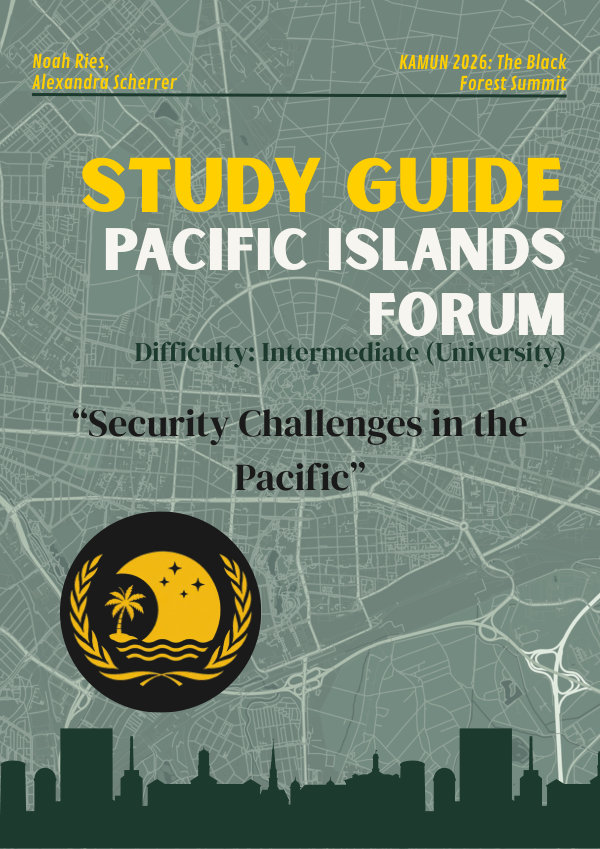 Noah Ries,
Alexandra Scherrer
KAMUN 2026: The Black
Forest Summit
STUDY GUIDE
PACIFIC ISLANDS
FORUM
Difficulty: Intermediate (University)
“Security Challenges in the
Pacific”